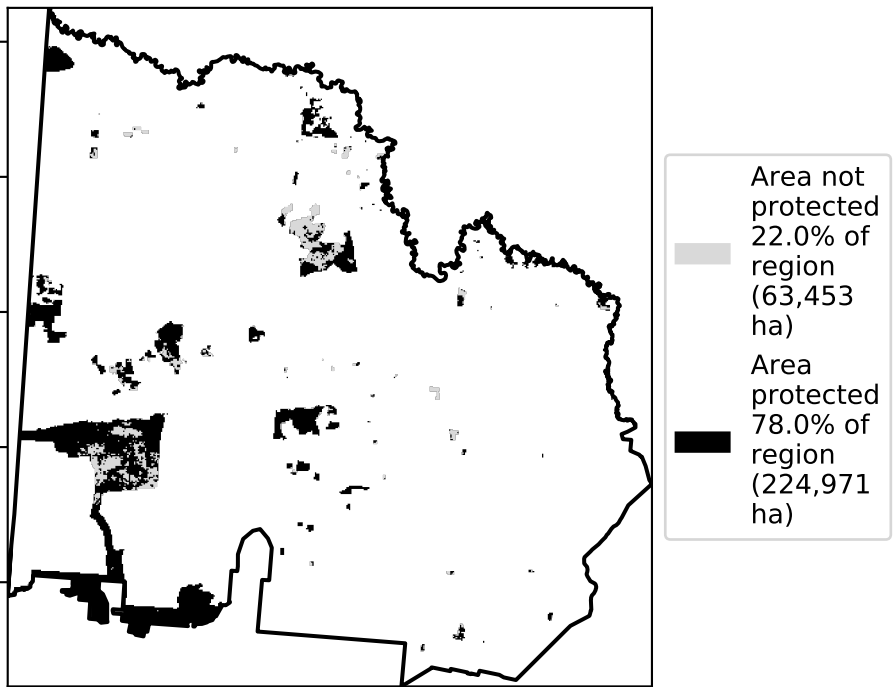 Area not
protected
22.0% of
region
(63,453
ha)
Area
protected
78.0% of
region
(224,971
ha)